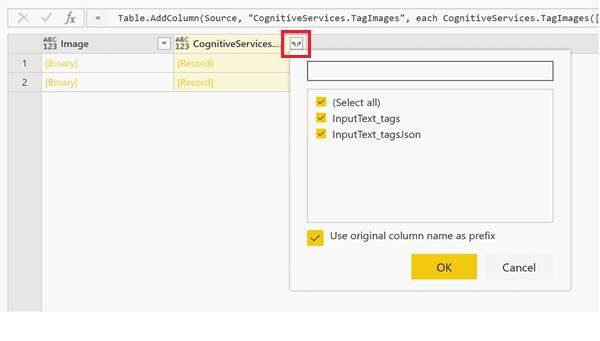 fx = Table.AddColumn(Source, "CognitiveServices.TagImages", each CognitiveServices.TagImages([
ABC 123 Image ABC 123 CognitiveServices....
1 [Binary] [Record]
2 [Binary] [Record]
(Select all)
InputText_tags
InputText_tagsJson
Use original column name as prefix
OK Cancel